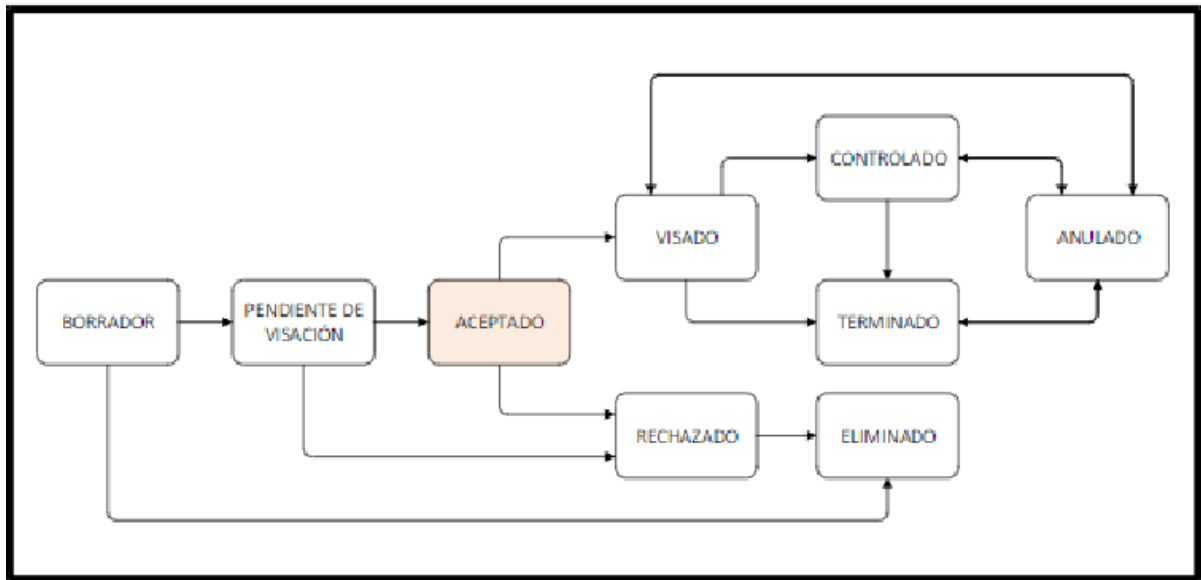 CONTROLADO
VISADO
ANULADO
BORRADOR
PENDIENTE DE
VISACIÓN
ACEPTADO
TERMINADO
RECHAZADO
ELIMINADO